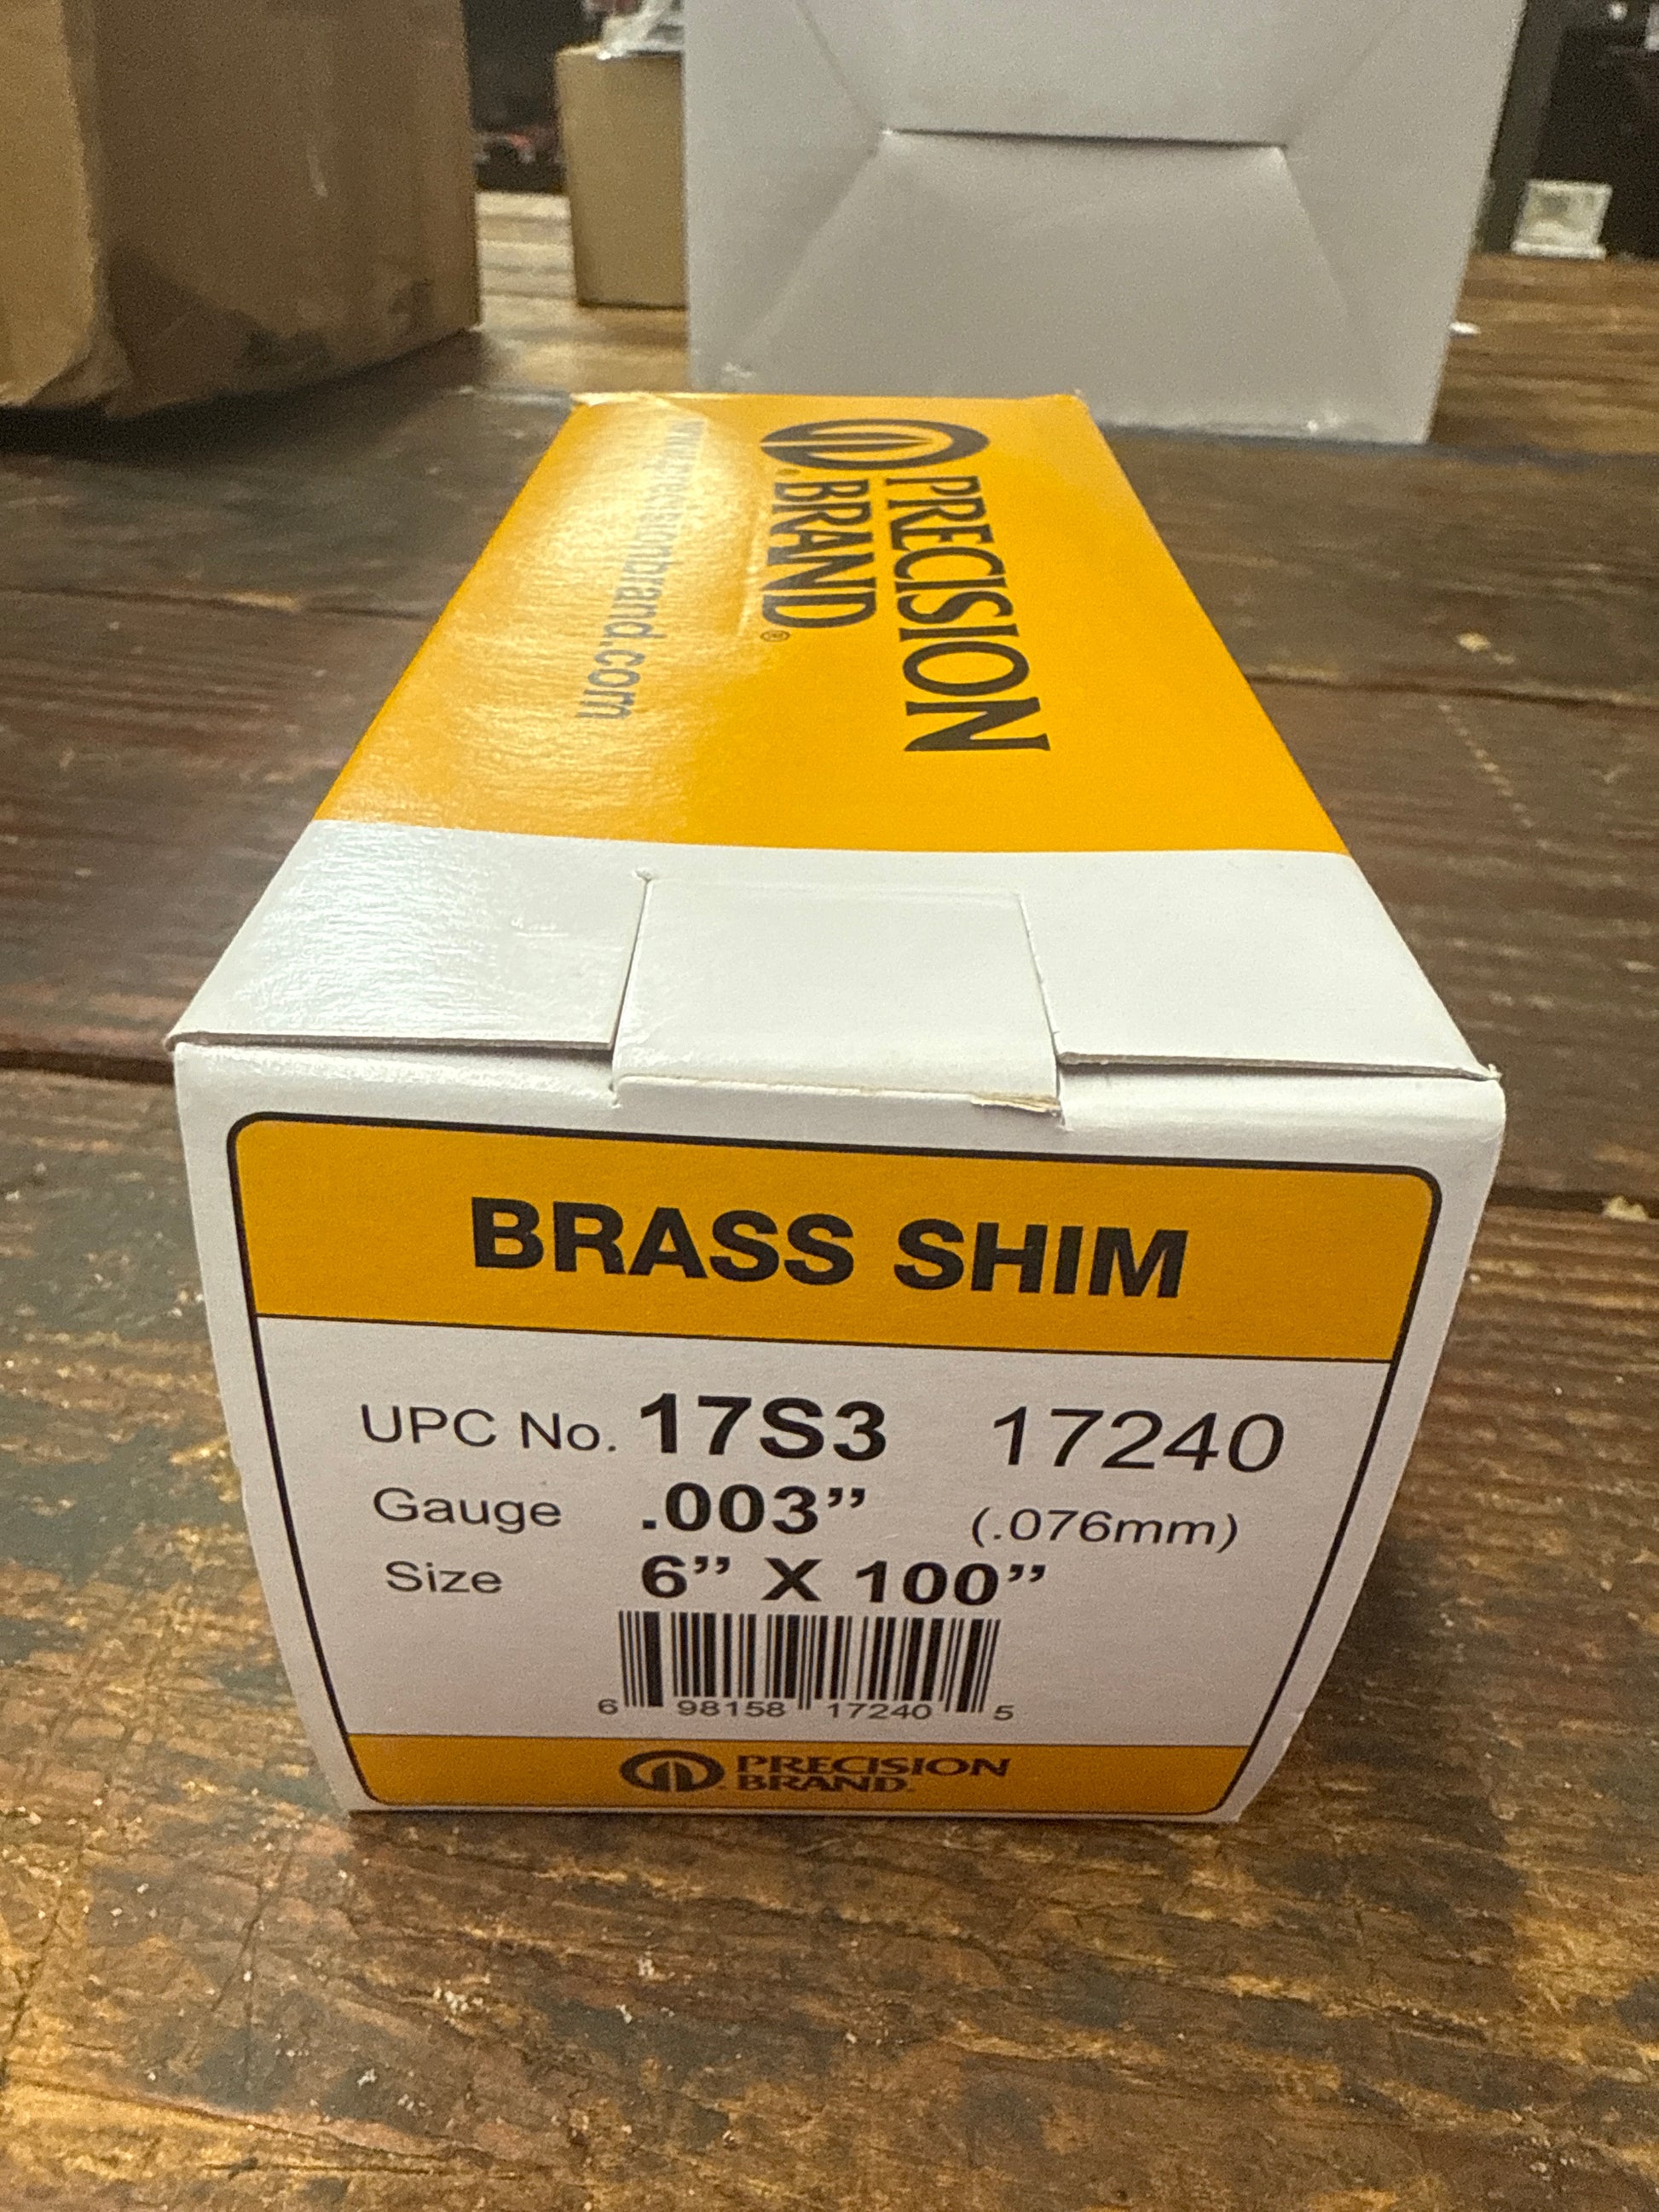 PRECISION
BRAND®
www.precisionbrand.com
BRASS SHIM
UPC No. 17S3 17240
Gauge .003” (.076mm)
Size 6” X 100”
6 98158 17240 5
PRECISION
BRAND